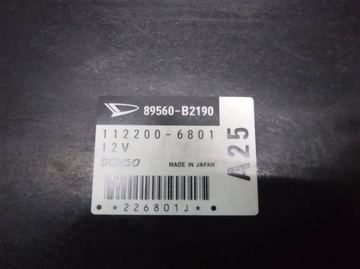 89560-B2190
112200-6801
12V
DENSO MADE IN JAPAN
A25
*226801J*